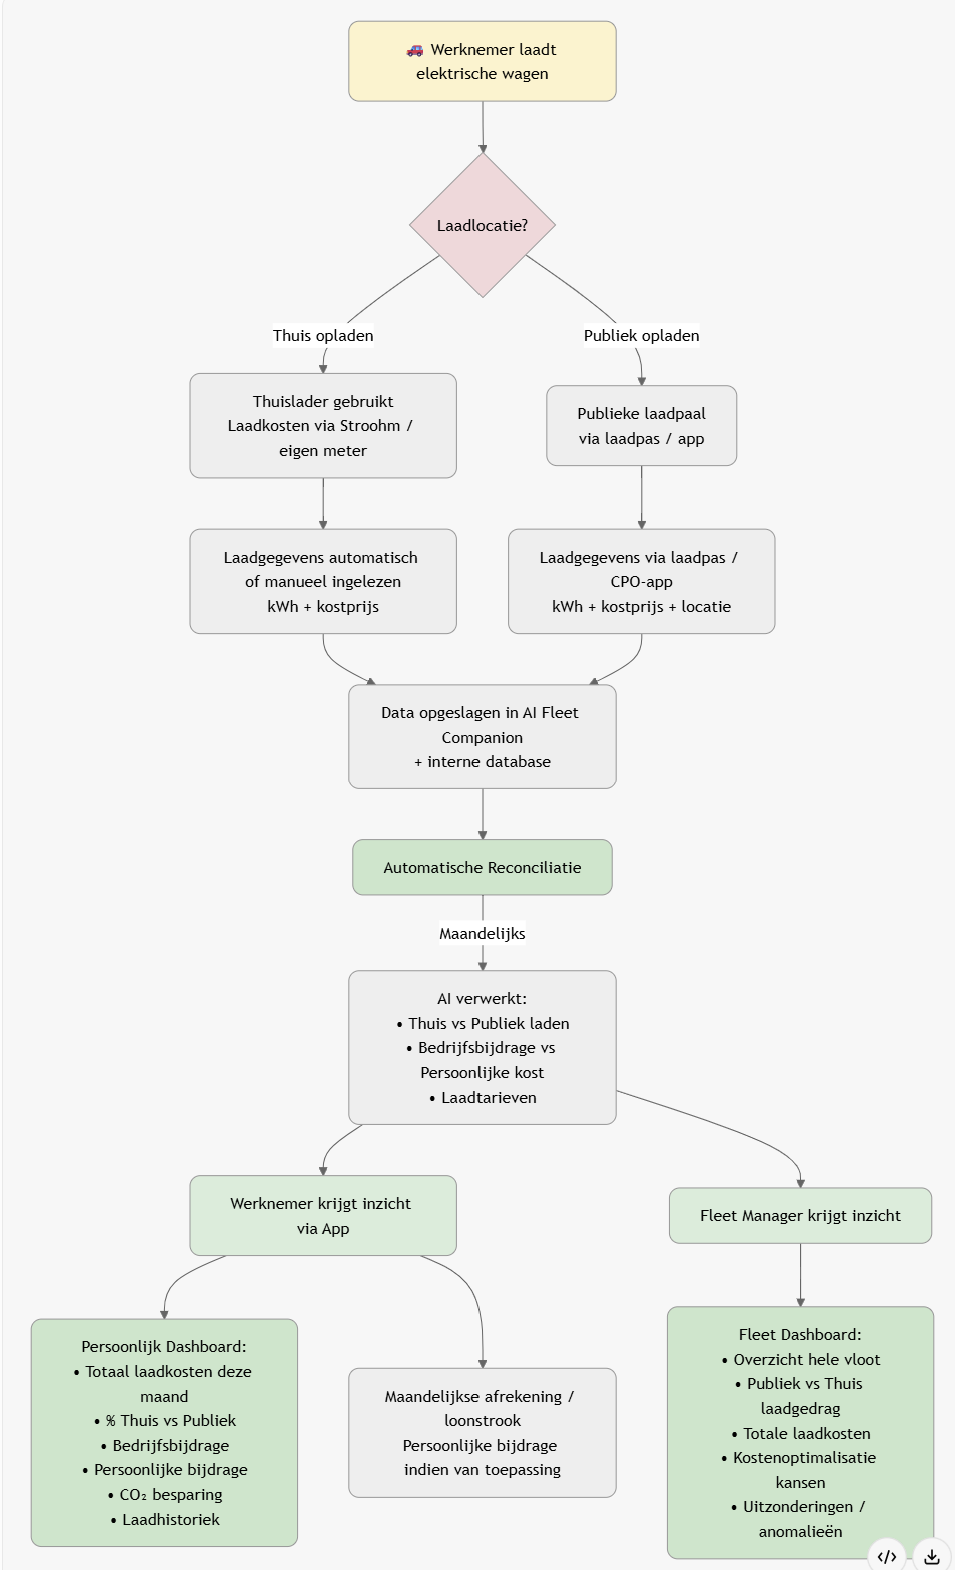 🚗 Werknemer laadt
elektrische wagen
Laadlocatie?
Thuis opladen
Publiek opladen
Thuislader gebruikt
Laadkosten via Stroohm /
eigen meter
Publieke laadpaal
via laadpas / app
Laadgegevens automatisch
of manueel ingelezen
kWh + kostprijs
Laadgegevens via laadpas /
CPO-app
kWh + kostprijs + locatie
Data opgeslagen in AI Fleet
Companion
+ interne database
Automatische Reconciliatie
Maandelijks
AI verwerkt:
• Thuis vs Publiek laden
• Bedrijfsbijdrage vs
Persoonlijke kost
• Laadtarieven
Werknemer krijgt inzicht
via App
Fleet Manager krijgt inzicht
Persoonlijk Dashboard:
• Totaal laadkosten deze
maand
• % Thuis vs Publiek
• Bedrijfsbijdrage
• Persoonlijke bijdrage
• CO₂ besparing
• Laadhistoriek
Maandelijkse afrekening /
loonstrook
Persoonlijke bijdrage
indien van toepassing
Fleet Dashboard:
• Overzicht hele vloot
• Publiek vs Thuis
laadgedrag
• Totale laadkosten
• Kostenoptimalisatie
kansen
• Uitzonderingen /
anomalieën